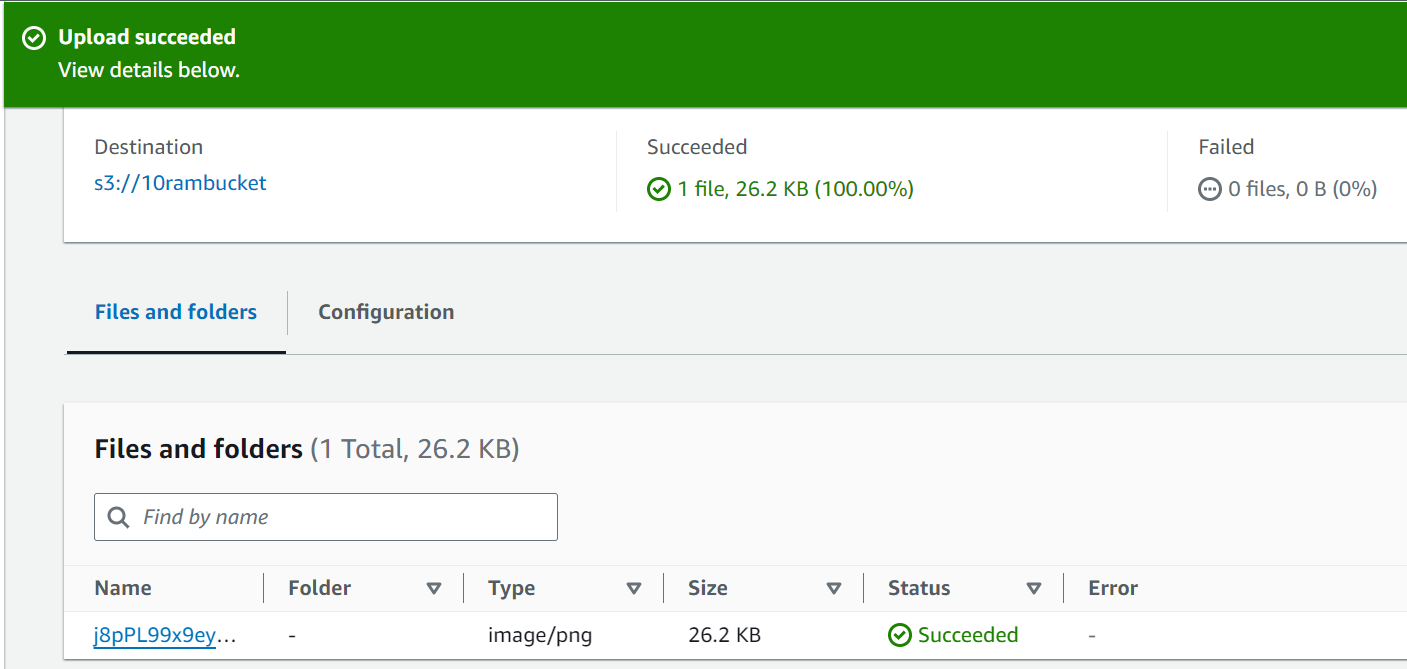 Upload succeeded
View details below.
Destination
s3://10rambucket
Succeeded
1 file, 26.2 KB (100.00%)
Failed
0 files, 0 B (0%)
Files and folders
Configuration
Files and folders (1 Total, 26.2 KB)
Find by name
Name Folder Type Size Status Error
j8pPL99x9ey... - image/png 26.2 KB Succeeded -